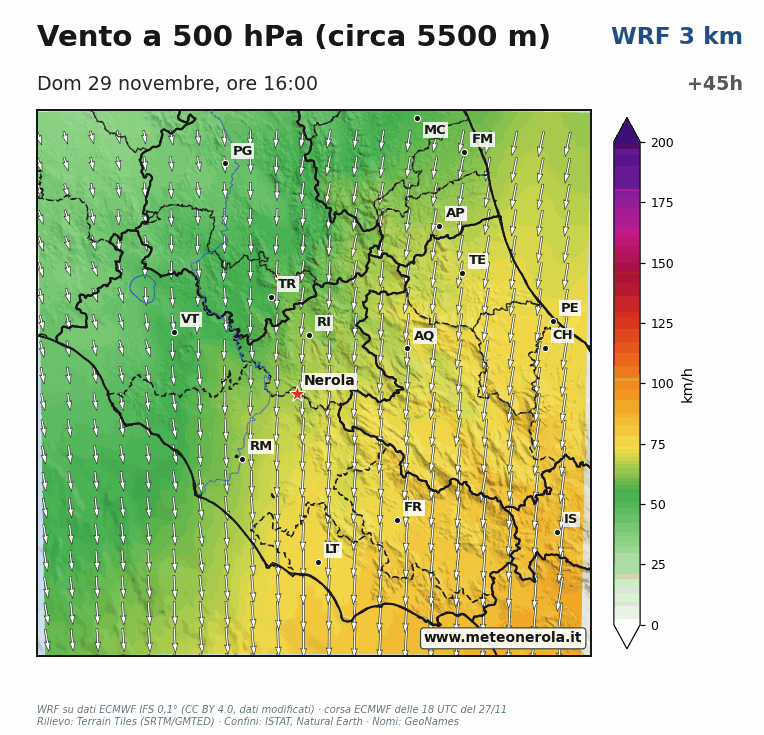 Vento a 500 hPa (circa 5500 m)
WRF 3 km
Dom 29 novembre, ore 16:00
+45h
MC
FM
PG
AP
TE
TR
PE
VT
RI
CH
AQ
Nerola
RM
FR
IS
LT
www.meteonerola.it
200
175
150
125
100
75
50
25
0
km/h
WRF su dati ECMWF IFS 0,1° (CC BY 4.0, dati modificati) · corsa ECMWF delle 18 UTC del 27/11
Rilievo: Terrain Tiles (SRTM/GMTED) · Confini: ISTAT, Natural Earth · Nomi: GeoNames